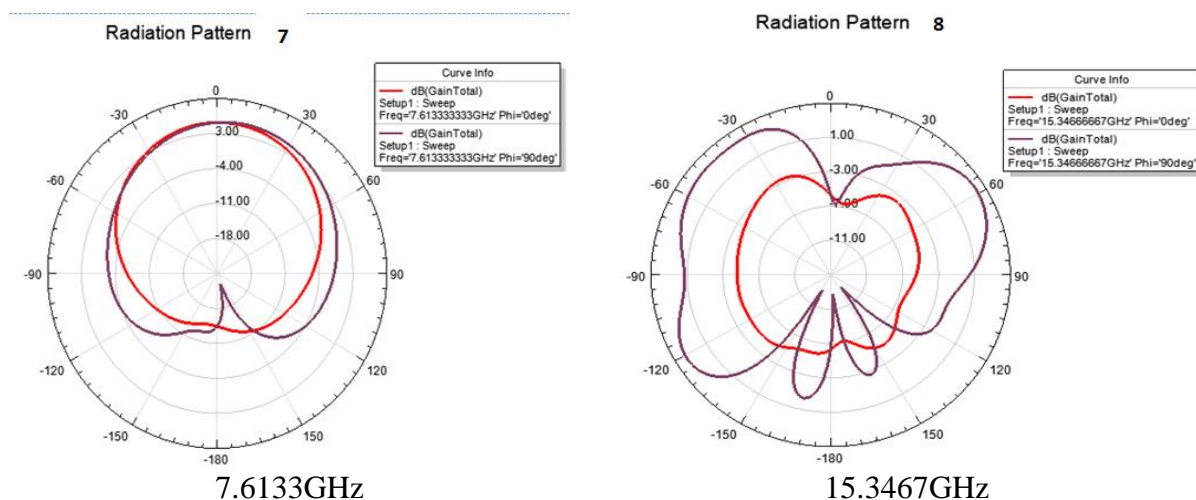 Radiation Pattern 7
Curve Info
dB(GainTotal)
Setup1 : Sweep
Freq='7.613333333GHz' Phi='0deg'
dB(GainTotal)
Setup1 : Sweep
Freq='7.613333333GHz' Phi='90deg'
0
30
60
90
120
150
-180
-150
-120
-90
-60
-30
3.00
-4.00
-11.00
-18.00
7.6133GHz
Radiation Pattern 8
Curve Info
dB(GainTotal)
Setup1 : Sweep
Freq='15.34666667GHz' Phi='0deg'
dB(GainTotal)
Setup1 : Sweep
Freq='15.34666667GHz' Phi='90deg'
0
30
60
90
120
150
-180
-150
-120
-90
-60
-30
1.00
-3.00
-7.00
-11.00
15.3467GHz